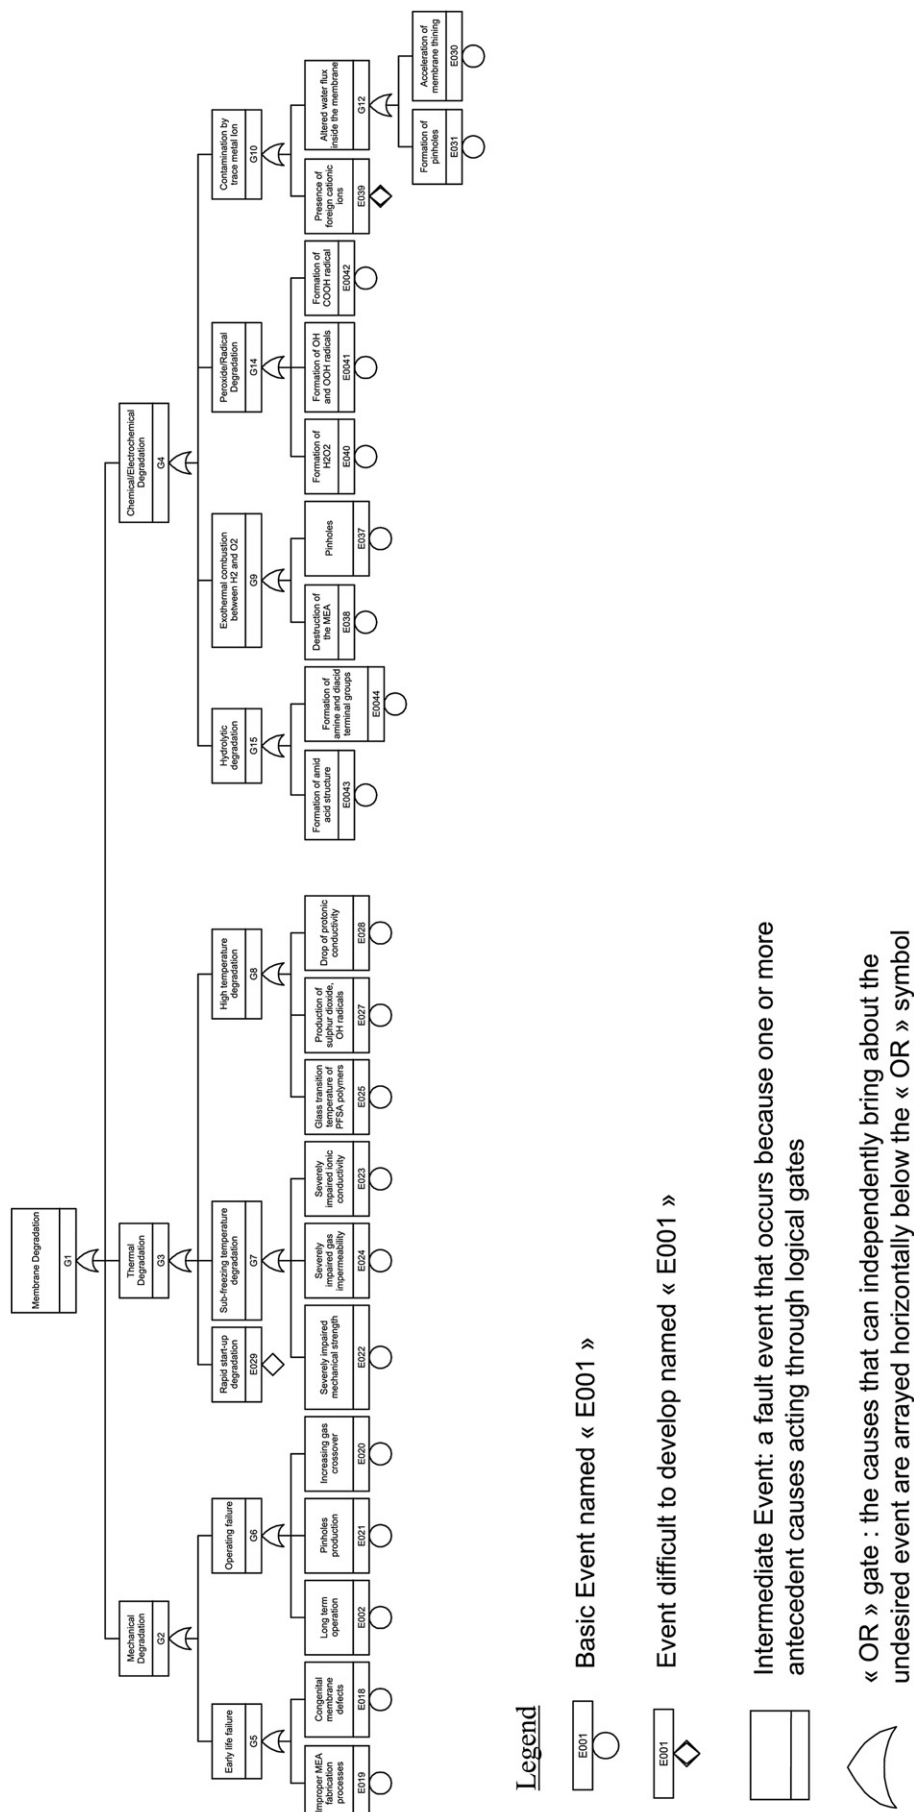 Membrane Degradation
G1
Mechanical
Degradation
G2
Thermal
Degradation
G3
Chemical/Electrochemical
Degradation
G4
Early life failure
G5
Operating failure
G6
Rapid start-up
degradation
E029
Sub-freezing temperature
degradation
G7
High temperature
degradation
G8
Hydrolytic
degradation
G15
Exothermal combustion
between H2 and O2
G9
Peroxide/Radical
Degradation
G14
Contamination by
trace metal Ion
G10
Improper MEA
fabrication
processes
E019
Congenital
membrane
defects
E018
Long term
operation
E002
Pinholes
production
E021
Increasing gas
crossover
E020
Severely impaired
mechanical strength
E022
Severely
impaired gas
impermeability
E024
Severely
impaired ionic
conductivity
E023
Glass transition
temperature of
PFSA polymers
E025
Production of
sulphur dioxide,
OH radicals
E027
Drop of protonic
conductivity
E028
Formation of amid
acid structure
E0043
Formation of
amine and diacid
terminal groups
E0044
Destruction of
the MEA
E038
Pinholes
E037
Formation of
H2O2
E040
Formation of OH
and OOH radicals
E0041
Formation of
COOH radical
E0042
Presence of
foreign cationic
ions
E039
Altered water flux
inside the membrane
G12
Formation of
pinholes
E031
Acceleration of
membrane thining
E030
Legend
E001
Basic Event named « E001 »
E001
Event difficult to develop named « E001 »
Intermediate Event: a fault event that occurs because one or more
antecedent causes acting through logical gates
« OR » gate : the causes that can independently bring about the
undesired event are arrayed horizontally below the « OR » symbol